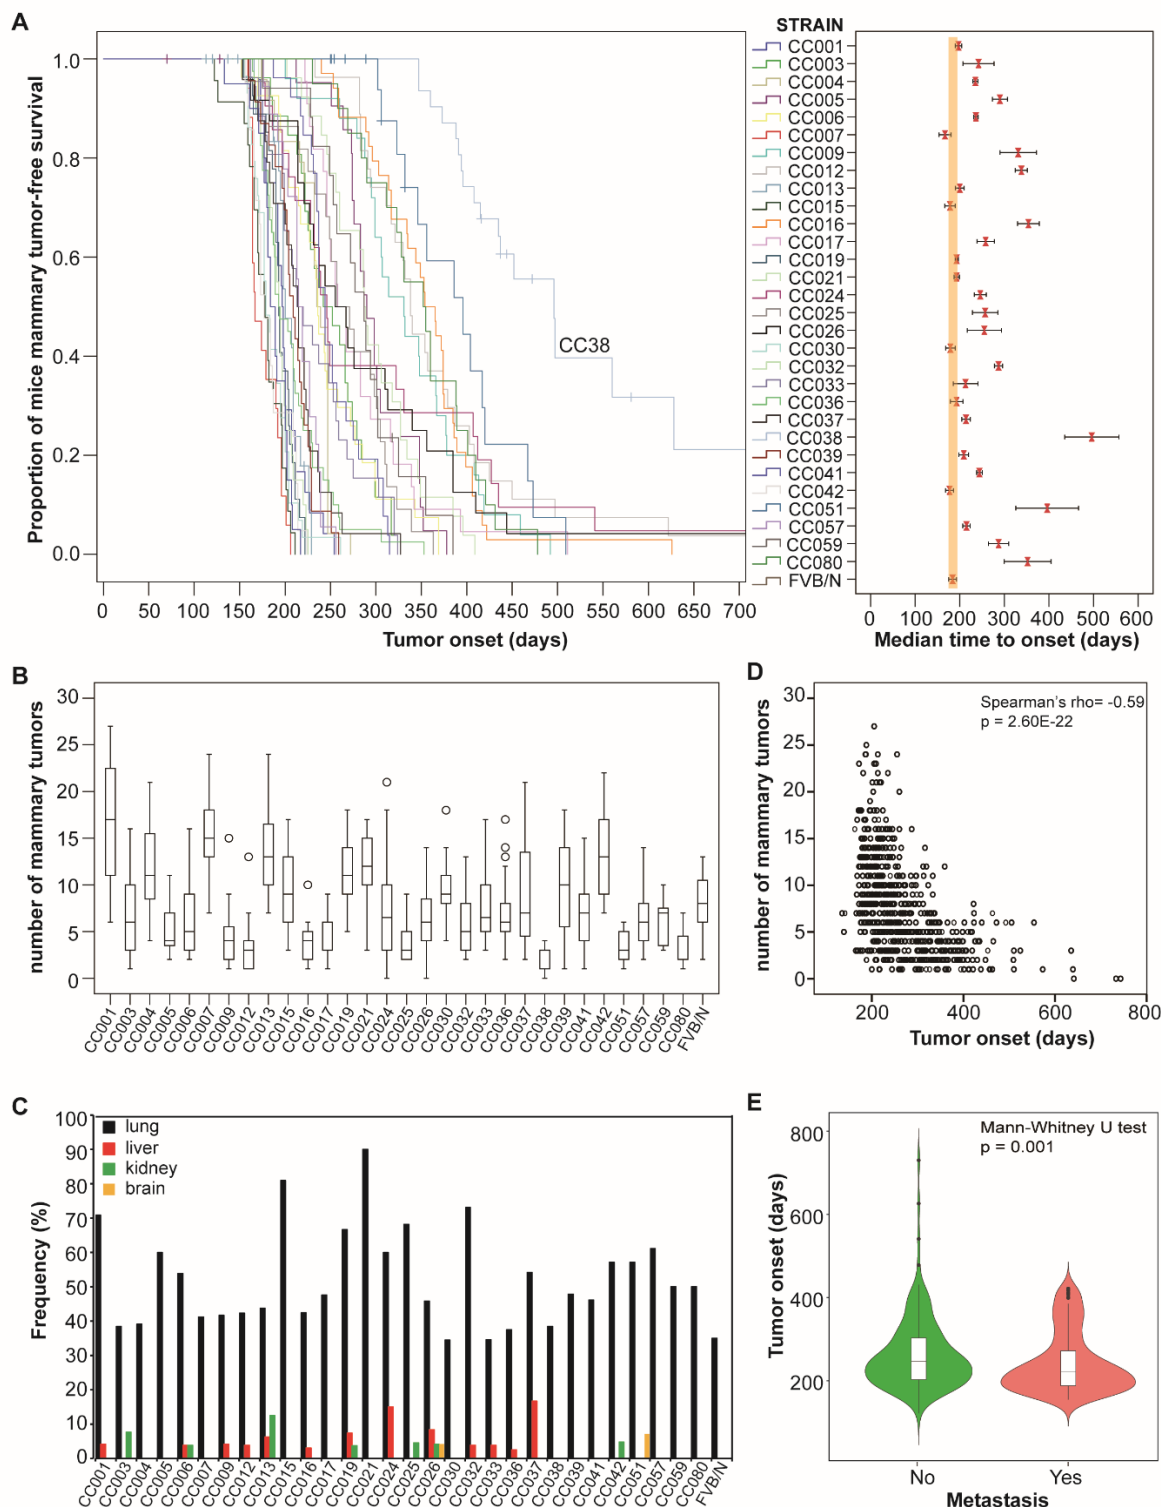 A
STRAIN
Proportion of mice mammary tumor-free survival
1.0
0.8
0.6
0.4
0.2
0.0
CC38
0 50 100 150 200 250 300 350 400 450 500 550 600 650 700
Tumor onset (days)
CC001
CC003
CC004
CC005
CC006
CC007
CC009
CC012
CC013
CC015
CC016
CC017
CC019
CC021
CC024
CC025
CC026
CC030
CC032
CC033
CC036
CC037
CC038
CC039
CC041
CC042
CC051
CC057
CC059
CC080
FVB/N
0 100 200 300 400 500 600
Median time to onset (days)
B
number of mammary tumors
30
25
20
15
10
5
0
CC001 CC003 CC004 CC005 CC006 CC007 CC009 CC012 CC013 CC015 CC016 CC017 CC019 CC021 CC024 CC025 CC026 CC030 CC032 CC033 CC036 CC037 CC038 CC039 CC041 CC042 CC051 CC057 CC059 CC080 FVB/N
D
number of mammary tumors
30
25
20
15
10
5
0
Spearman's rho= -0.59
p = 2.60E-22
200 400 600 800
Tumor onset (days)
C
Frequency (%)
100
90
80
70
60
50
40
30
20
10
0
lung
liver
kidney
brain
CC001 CC003 CC004 CC005 CC006 CC007 CC009 CC012 CC013 CC015 CC016 CC017 CC019 CC021 CC024 CC025 CC026 CC030 CC032 CC033 CC036 CC037 CC038 CC039 CC041 CC042 CC051 CC057 CC059 CC080 FVB/N
E
Tumor onset (days)
800
600
400
200
Mann-Whitney U test
p = 0.001
No Yes
Metastasis